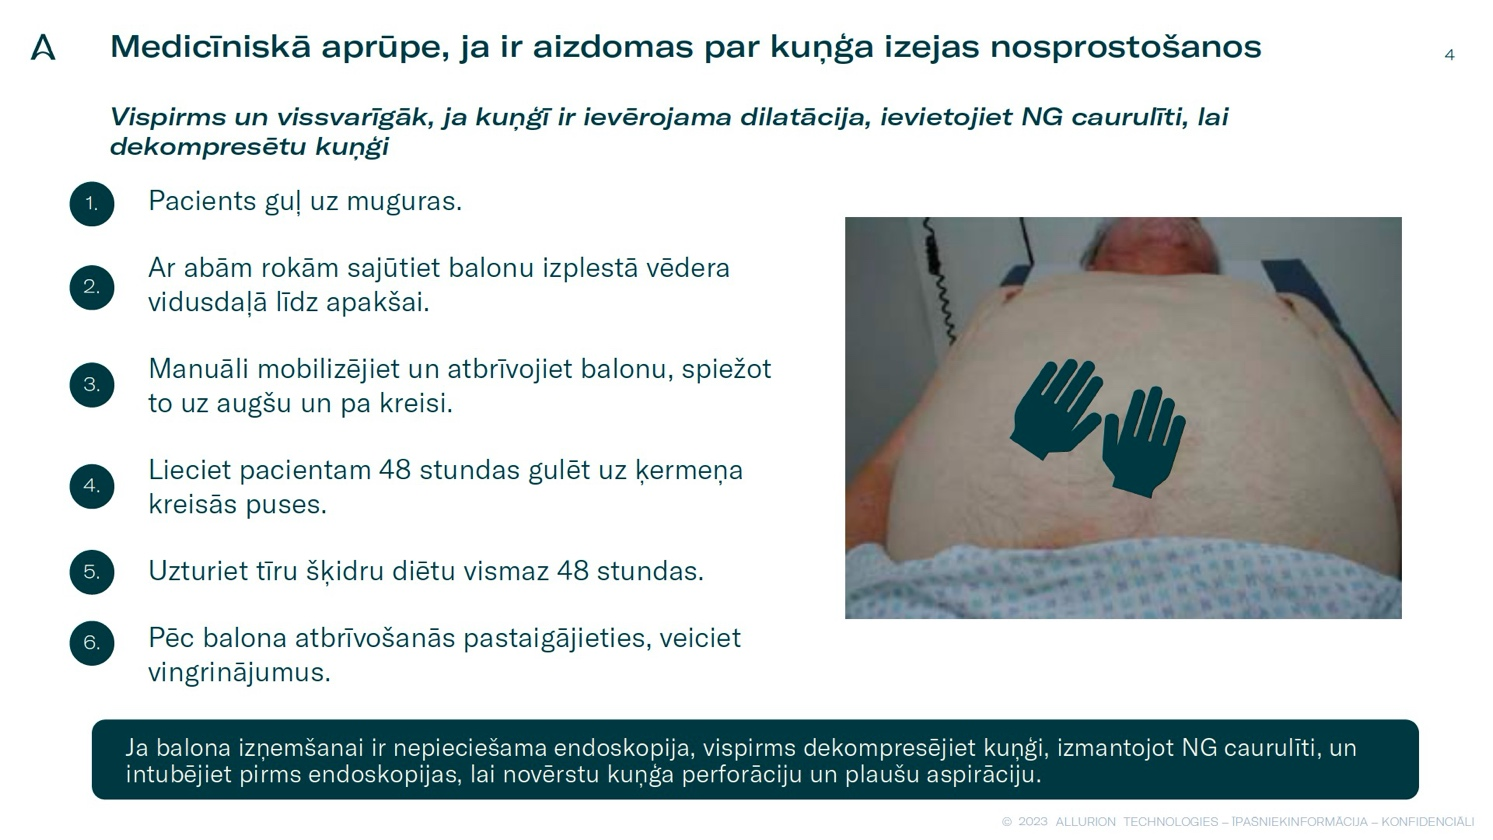 Medicīniskā aprūpe, ja ir aizdomas par kuņģa izejas nosprostošanos
4
Vispirms un vissvarīgāk, ja kuņģī ir ievērojama dilatācija, ievietojiet NG caurulīti, lai
dekompresētu kuņģi
1. Pacients guļ uz muguras.
2. Ar abām rokām sajūtiet balonu izplestā vēdera
vidusdaļā līdz apakšai.
3. Manuāli mobilizējiet un atbrīvojiet balonu, spiežot
to uz augšu un pa kreisi.
4. Lieciet pacientam 48 stundas gulēt uz ķermeņa
kreisās puses.
5. Uzturiet tīru šķidru diētu vismaz 48 stundas.
6. Pēc balona atbrīvošanās pastaigājieties, veiciet
vingrinājumus.
Ja balona izņemšanai ir nepieciešama endoskopija, vispirms dekompresējiet kuņģi, izmantojot NG caurulīti, un
intubējiet pirms endoskopijas, lai novērstu kuņģa perforāciju un plaušu aspirāciju.
© 2023 ALLURION TECHNOLOGIES – ĪPAŠNIEKINFORMĀCIJA – KONFIDENCIĀLI